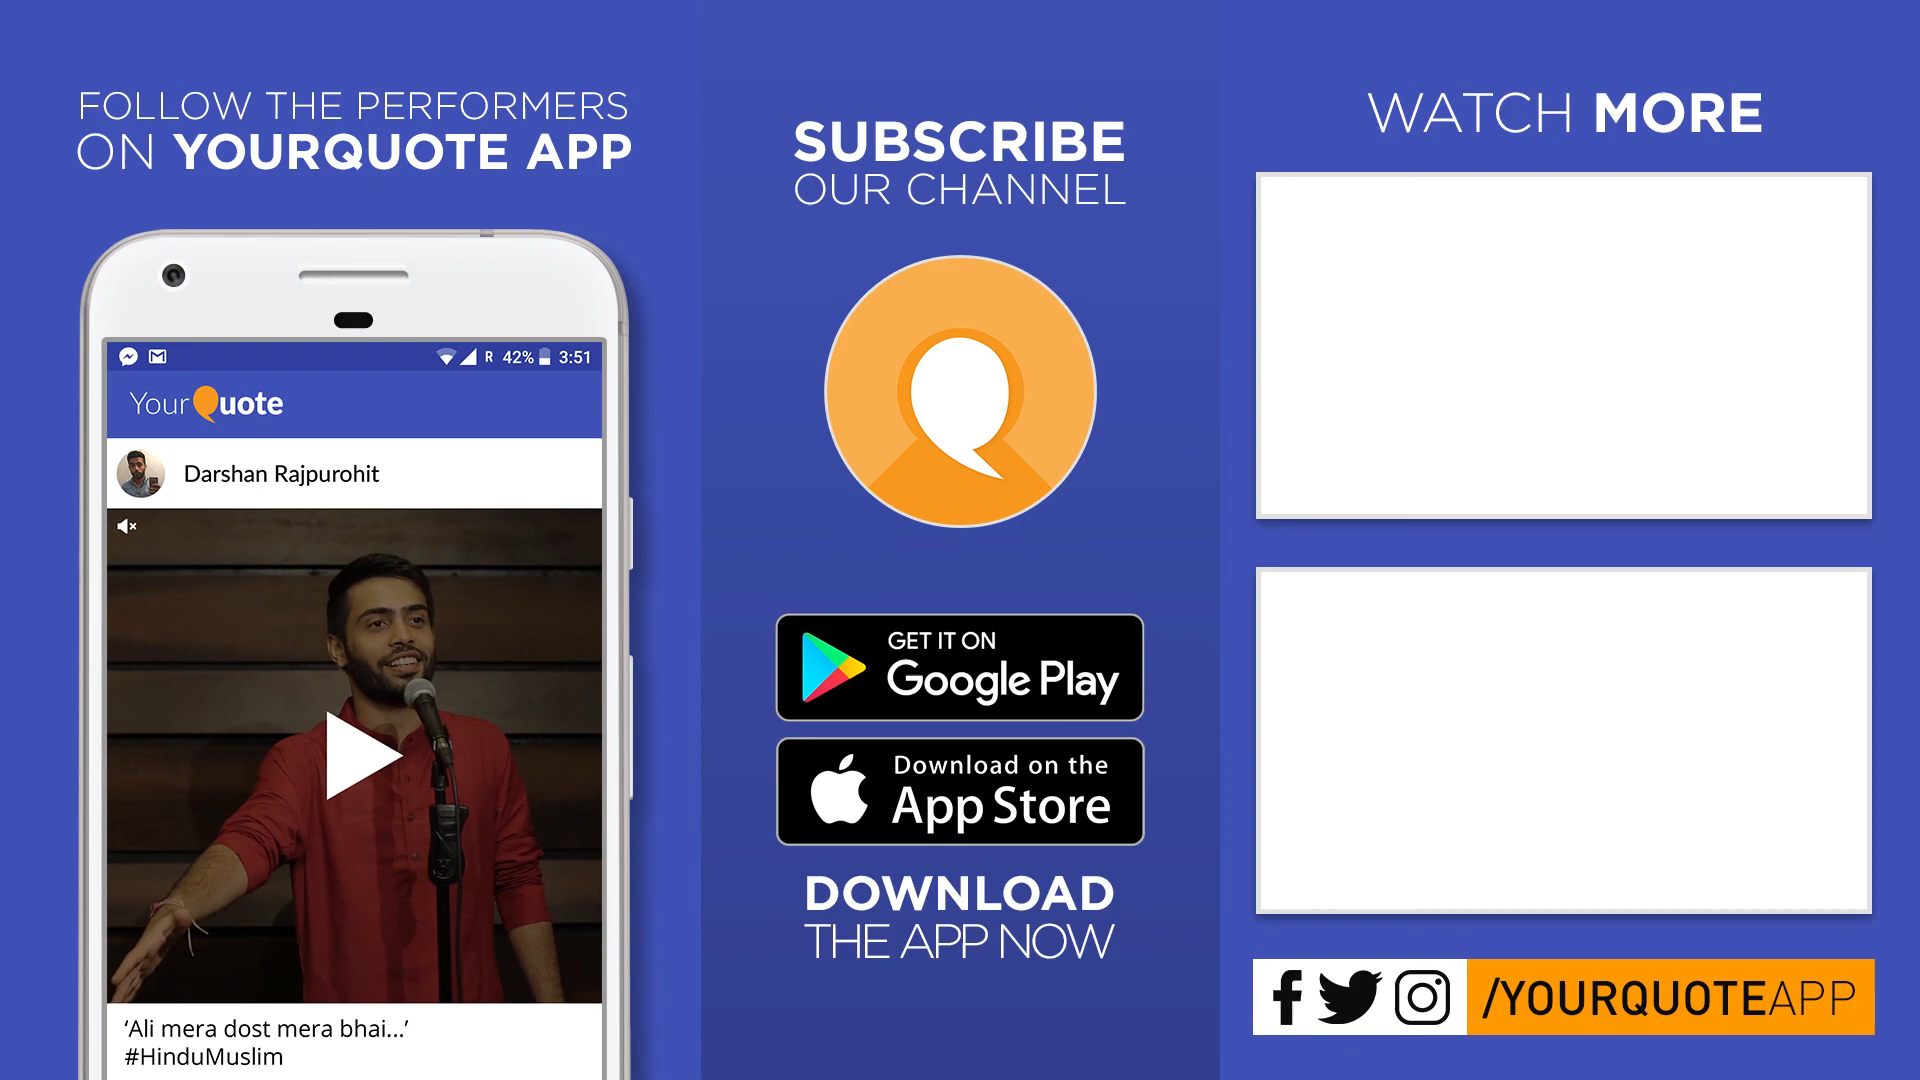 FOLLOW THE PERFORMERS
ON YOURQUOTE APP
R 42% 3:51
YourQuote
Darshan Rajpurohit
‘Ali mera dost mera bhai...’
#HinduMuslim
SUBSCRIBE
OUR CHANNEL
GET IT ON
Google Play
Download on the
App Store
DOWNLOAD
THE APP NOW
WATCH MORE
/YOURQUOTEAPP